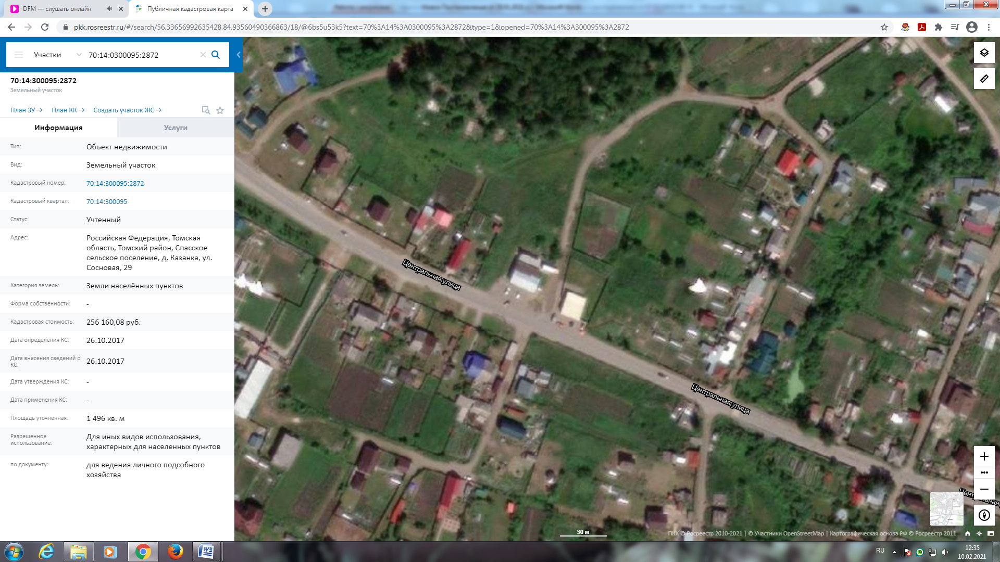 DFM — слушать онлайн
Публичная кадастровая карта
pkk.rosreestr.ru/#/search/56.33656992635428,84.93560490366863/18/@6bs5u53k5?text=70%3A14%3A0300095%3A2872&type=1&opened=70%3A14%3A300095%3A2872
Участки 70:14:0300095:2872
70:14:300095:2872
Земельный участок
План ЗУ→ План КК→ Создать участок ЖС→
Информация Услуги
Тип: Объект недвижимости
Вид: Земельный участок
Кадастровый номер: 70:14:300095:2872
Кадастровый квартал: 70:14:300095
Статус: Учтенный
Адрес: Российская Федерация, Томская
область, Томский район, Спасское
сельское поселение, д. Казанка, ул.
Сосновая, 29
Категория земель: Земли населённых пунктов
Форма собственности: -
Кадастровая стоимость: 256 160,08 руб.
Дата определения КС: 26.10.2017
Дата внесения сведений о
КС: 26.10.2017
Дата утверждения КС: -
Дата применения КС: -
Площадь уточненная: 1 496 кв. м
Разрешенное
использование: Для иных видов использования,
характерных для населенных пунктов
по документу: для ведения личного подсобного
хозяйства
Центральная улица
Центральная улица
30 м
ПКК © Росреестр 2010-2021 | © Участники OpenStreetMap | Картографическая основа РФ © Росреестр 2011
RU
12:35
10.02.2021